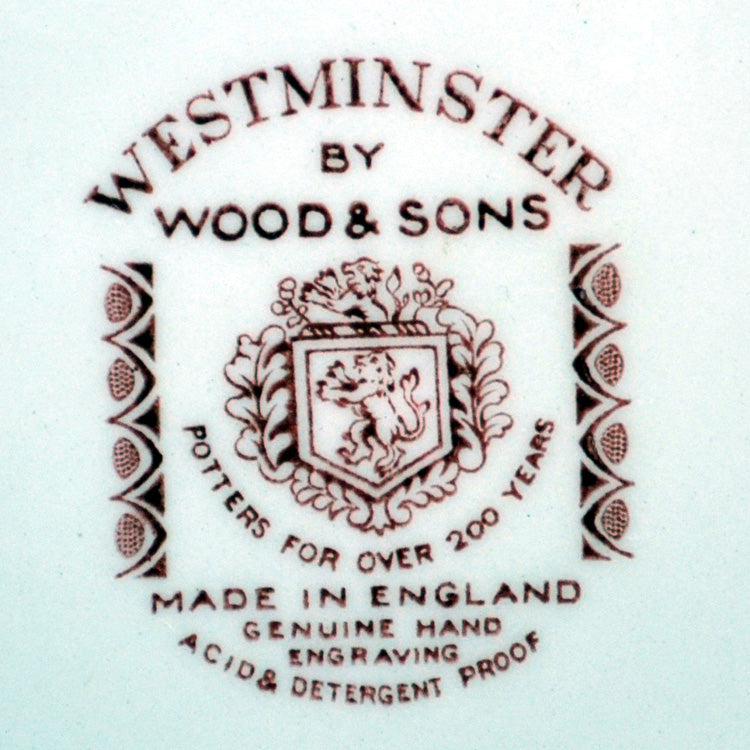 WESTMINSTER
BY
WOOD & SONS
POTTERS FOR OVER 200 YEARS
MADE IN ENGLAND
GENUINE HAND
ENGRAVING
ACID & DETERGENT PROOF